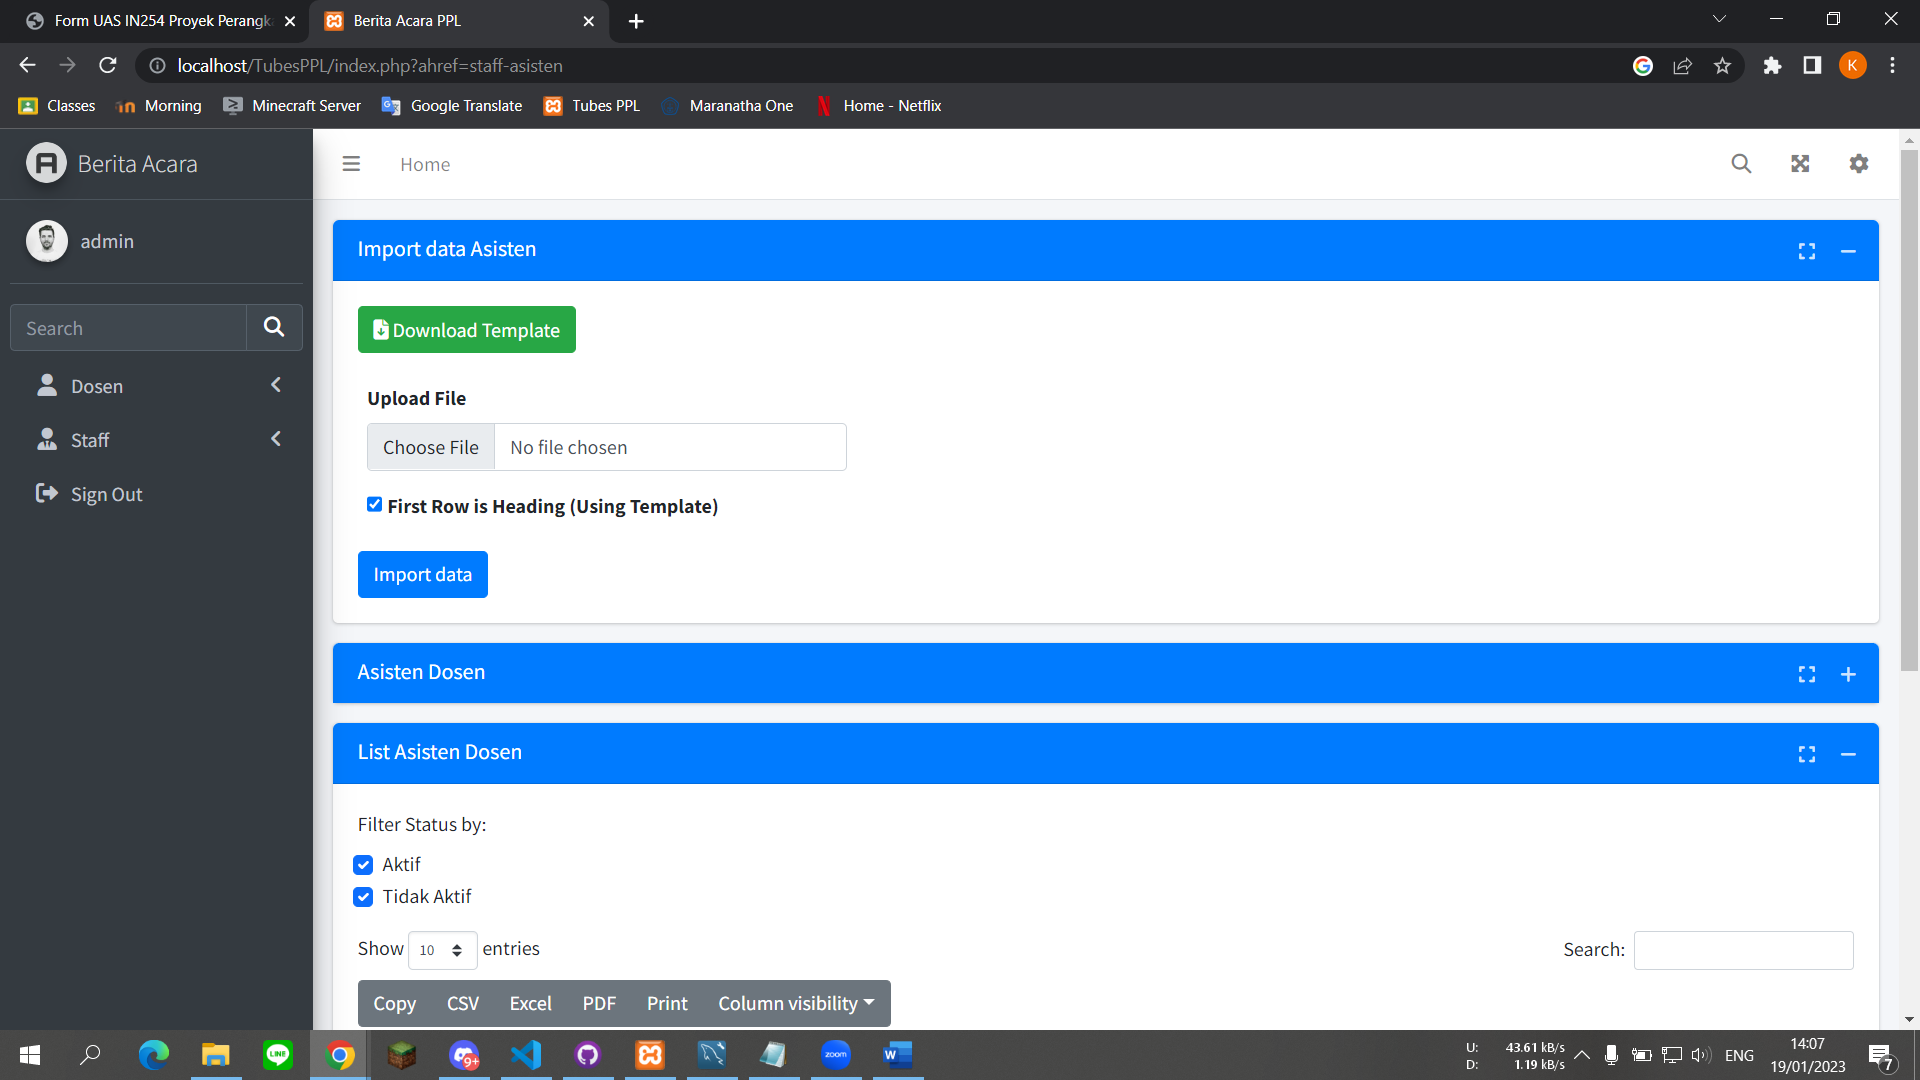 Form UAS IN254 Proyek Perangk
Berita Acara PPL
localhost/TubesPPL/index.php?ahref=staff-asisten
K
Classes
Morning
Minecraft Server
Google Translate
Tubes PPL
Maranatha One
Home - Netflix
Berita Acara
Home
admin
Search
Dosen
Staff
Sign Out
Import data Asisten
Download Template
Upload File
Choose File No file chosen
First Row is Heading (Using Template)
Import data
Asisten Dosen
List Asisten Dosen
Filter Status by:
Aktif
Tidak Aktif
Show 10 entries
Search:
Copy CSV Excel PDF Print Column visibility
LINE
9+
zoom
W
U: 43.61 kB/s
D: 1.19 kB/s
ENG
14:07
19/01/2023
7